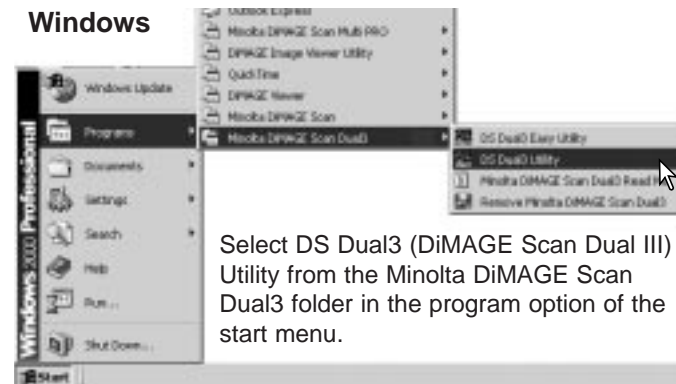 Windows
Outlook Express
Minolta DiMAGE Scan Multi PRO
DiMAGE Image Viewer Utility
QuickTime
DiMAGE Viewer
Minolta DiMAGE Scan
Minolta DiMAGE Scan Dual3
DS Dual3 Easy Utility
DS Dual3 Utility
Minolta DiMAGE Scan Dual3 Read
Remove Minolta DiMAGE Scan Dual3
Windows Update
Programs
Documents
Settings
Search
Help
Run...
Shut Down...
Windows 2000 Professional
Start
Select DS Dual3 (DiMAGE Scan Dual III)
Utility from the Minolta DiMAGE Scan
Dual3 folder in the program option of the
start menu.